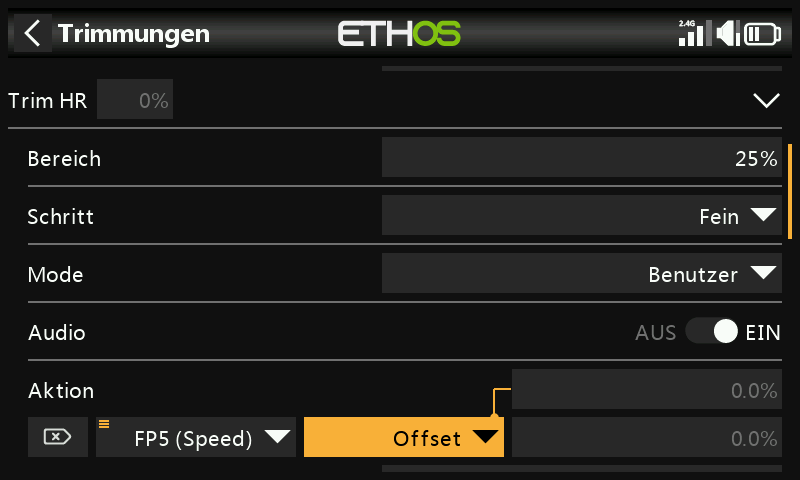 Trimmungen ETHOS 2.4G
Trim HR 0%
Bereich 25%
Schritt Fein
Mode Benutzer
Audio AUS EIN
Aktion 0.0%
FP5 (Speed) Offset 0.0%